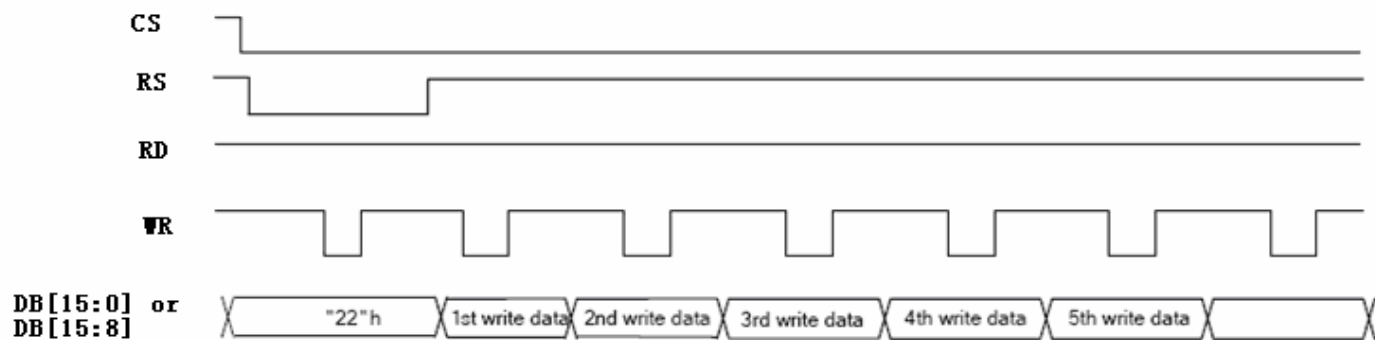 CS
RS
RD
WR
DB[15:0] or
DB[15:8]
"22"h
1st write data
2nd write data
3rd write data
4th write data
5th write data